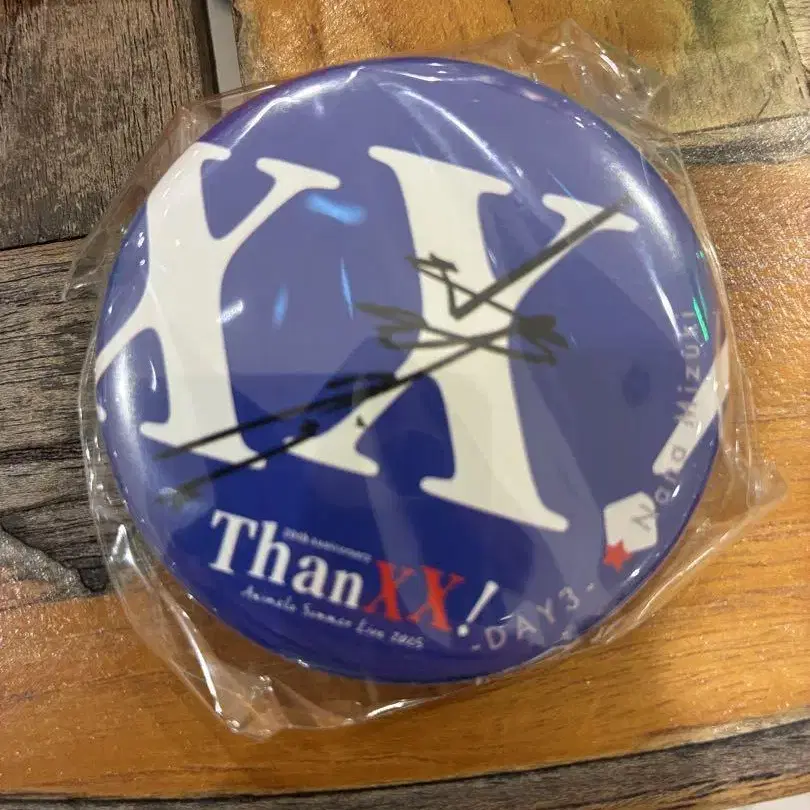 XX
20th Anniversary
ThanXX!
Animelo Summer Live 2025
-DAY3-
★Nana Mizuki